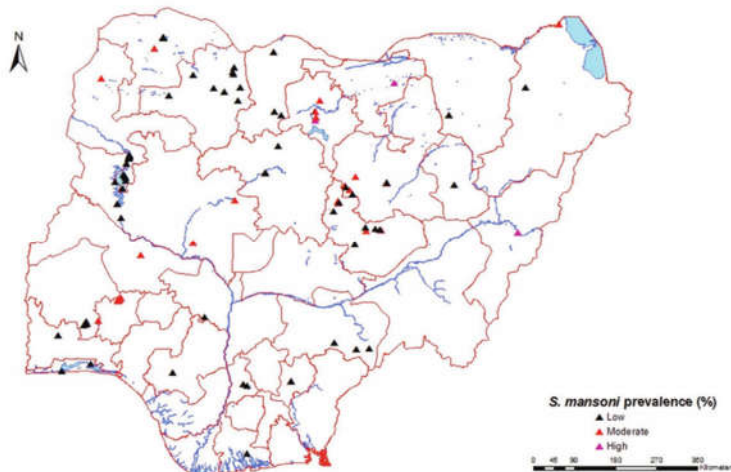 N
S. mansoni prevalence (%)
Low
Moderate
High
0 45 90 180 270 360
Kilometers